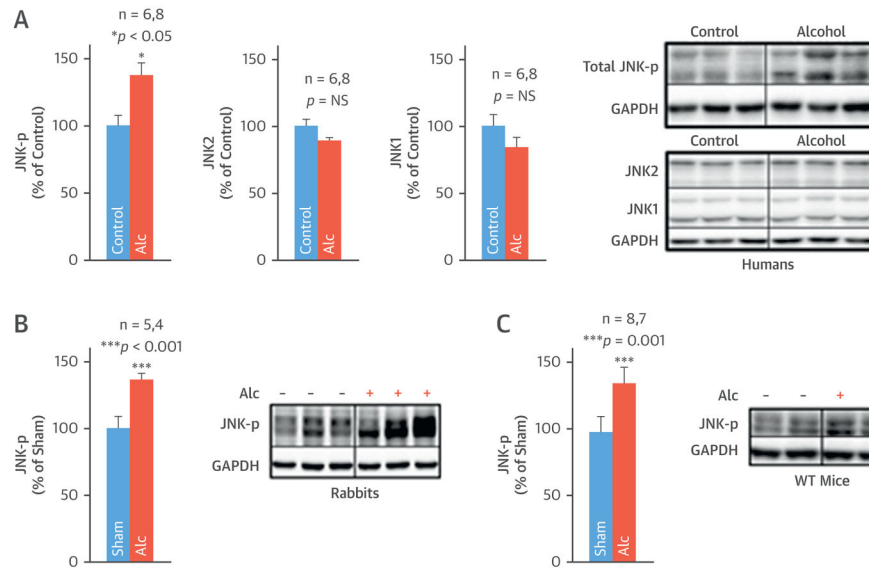 A
n = 6,8
*p < 0.05
*
150
100
50
0
JNK-p
(% of Control)
Control
Alc
n = 6,8
p = NS
150
100
50
0
JNK2
(% of Control)
Control
Alc
n = 6,8
p = NS
150
100
50
0
JNK1
(% of Control)
Control
Alc
Control Alcohol
Total JNK-p
GAPDH
Control Alcohol
JNK2
JNK1
GAPDH
Humans
B
n = 5,4
***p < 0.001
***
150
100
50
0
JNK-p
(% of Sham)
Sham
Alc
Alc - - - + + +
JNK-p
GAPDH
Rabbits
C
n = 8,7
***p = 0.001
***
150
100
50
0
JNK-p
(% of Sham)
Sham
Alc
Alc - - +
JNK-p
GAPDH
WT Mice